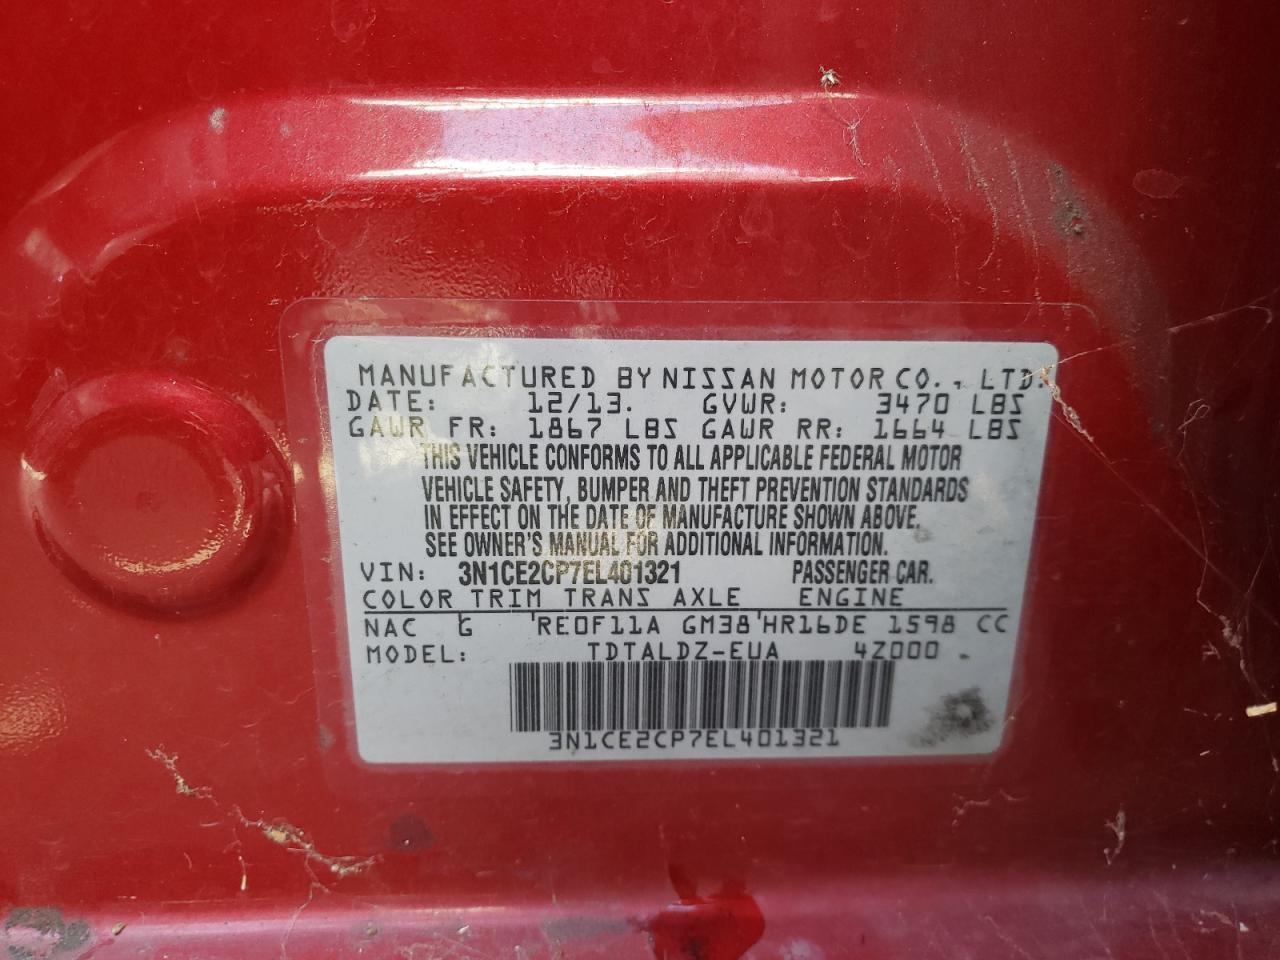 MANUFACTURED BY NISSAN MOTOR CO., LTD.
DATE: 12/13. GVWR: 3470 LBS
GAWR FR: 1867 LBS GAWR RR: 1664 LBS
THIS VEHICLE CONFORMS TO ALL APPLICABLE FEDERAL MOTOR
VEHICLE SAFETY, BUMPER AND THEFT PREVENTION STANDARDS
IN EFFECT ON THE DATE OF MANUFACTURE SHOWN ABOVE.
SEE OWNER'S MANUAL FOR ADDITIONAL INFORMATION.
VIN: 3N1CE2CP7EL401321 PASSENGER CAR.
COLOR TRIM TRANS AXLE ENGINE
NAC G RE0F11A GM38 HR16DE 1598 CC
MODEL: TDTALDZ-EUA 4Z000
3N1CE2CP7EL401321